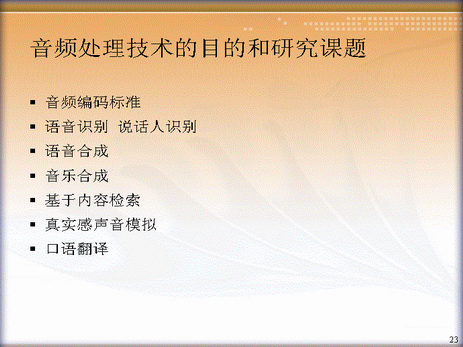 音频处理技术的目的和研究课题
▪ 音频编码标准
▪ 语音识别 说话人识别
▪ 语音合成
▪ 音乐合成
▪ 基于内容检索
▪ 真实感声音模拟
▪ 口语翻译
23